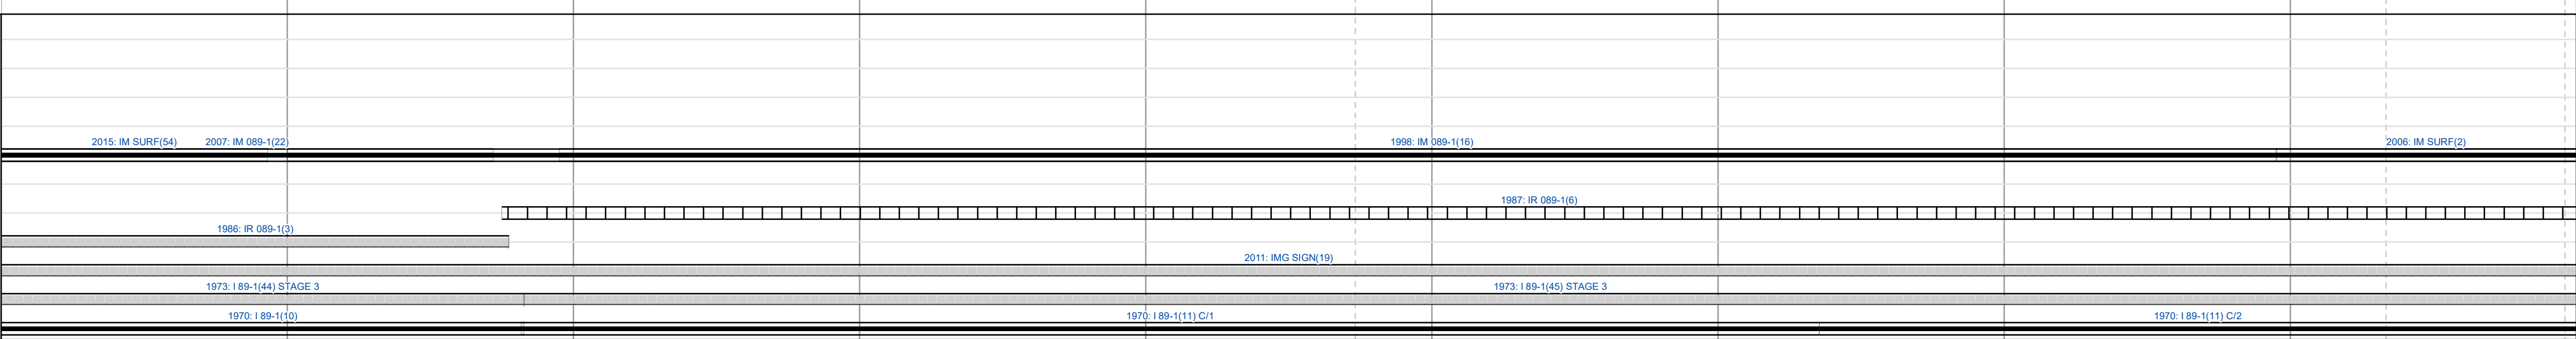 2015: IM SURF(54) 2007: IM 089-1(22) 1998: IM 089-1(16) 2006: IM SURF(2)
1987: IR 089-1(6)
1986: IR 089-1(3)
2011: IMG SIGN(19)
1973: I 89-1(44) STAGE 3 1973: I 89-1(45) STAGE 3
1970: I 89-1(10) 1970: I 89-1(11) C/1 1970: I 89-1(11) C/2